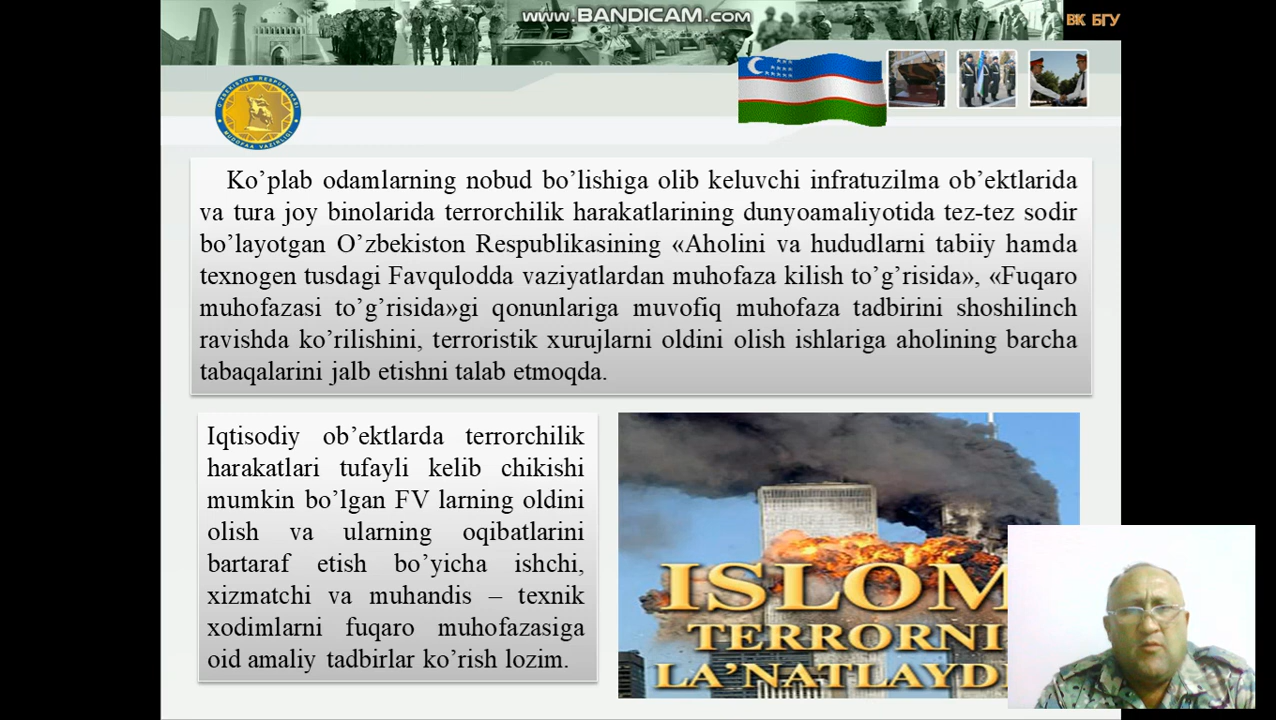 www.BANDICAM.com
ВК БГУ
O'ZBEKISTON RESPUBLIKASI
MUDOFAA VAZIRLIGI
Ko’plab odamlarning nobud bo’lishiga olib keluvchi infratuzilma ob’ektlarida
va tura joy binolarida terrorchilik harakatlarining dunyoamaliyotida tez-tez sodir
bo’layotgan O’zbekiston Respublikasining «Aholini va hududlarni tabiiy hamda
texnogen tusdagi Favqulodda vaziyatlardan muhofaza kilish to’g’risida», «Fuqaro
muhofazasi to’g’risida»gi qonunlariga muvofiq muhofaza tadbirini shoshilinch
ravishda ko’rilishini, terroristik xurujlarni oldini olish ishlariga aholining barcha
tabaqalarini jalb etishni talab etmoqda.
Iqtisodiy ob’ektlarda terrorchilik
harakatlari tufayli kelib chikishi
mumkin bo’lgan FV larning oldini
olish va ularning oqibatlarini
bartaraf etish bo’yicha ishchi,
xizmatchi va muhandis – texnik
xodimlarni fuqaro muhofazasiga
oid amaliy tadbirlar ko’rish lozim.
ISLOM
TERRORNI
LA’NATLAYD